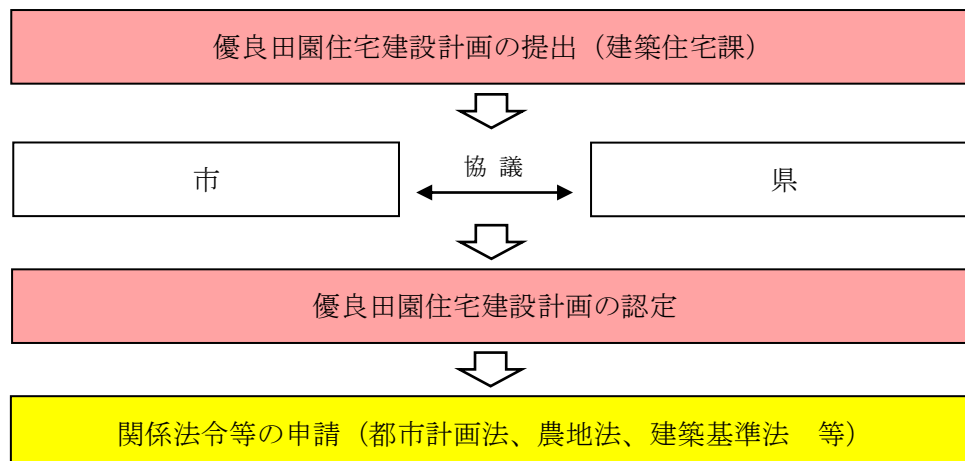 優良田園住宅建設計画の提出（建築住宅課）
市
協 議
県
優良田園住宅建設計画の認定
関係法令等の申請（都市計画法、農地法、建築基準法　等）